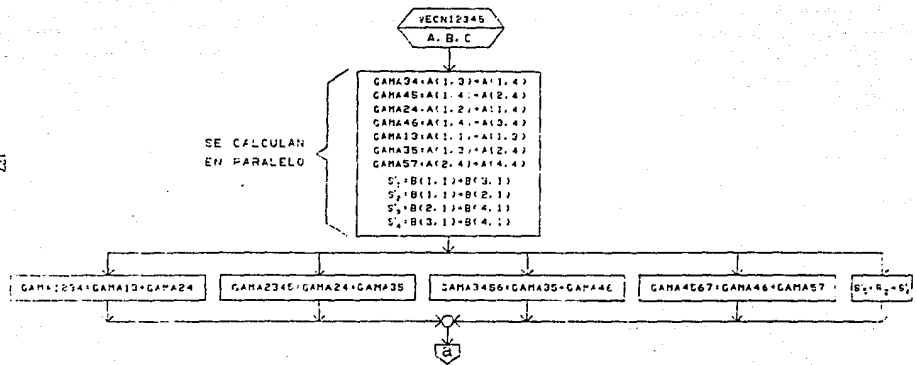 VECN12345
A, B, C
GAMA34=A(1,3)+A(1,4)
GAMA45=A(1,4)+A(2,4)
GAMA24=A(1,2)+A(1,4)
GAMA46=A(1,4)+A(3,4)
GAMA13=A(1,1)+A(1,3)
GAMA35=A(1,3)+A(2,4)
GAMA57=A(2,4)+A(4,4)
S'₁=B(1,1)+B(3,1)
S'₂=B(1,1)+B(2,1)
S'₃=B(2,1)+B(4,1)
S'₄=B(3,1)+B(4,1)
SE CALCULAN
EN PARALELO
GAMA1234=GAMA13+GAMA24
GAMA2345=GAMA24+GAMA35
GAMA3456=GAMA35+GAMA46
GAMA4567=GAMA46+GAMA57
a